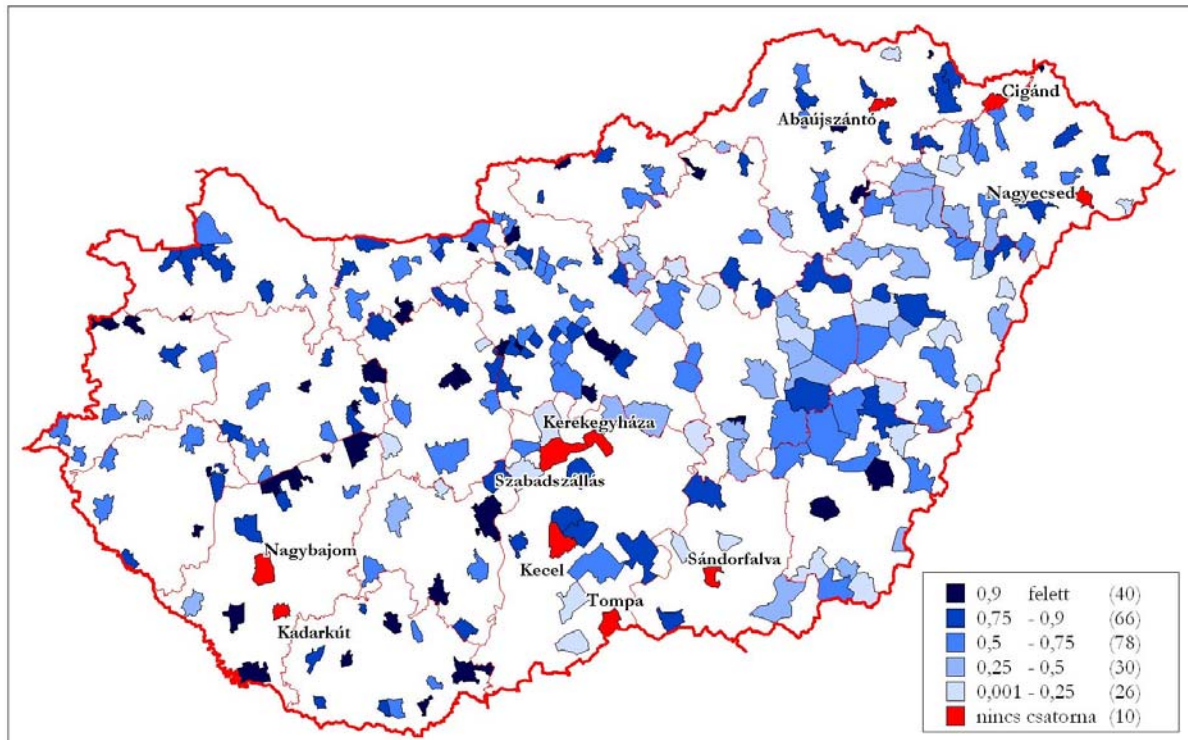 Cigánd
Abaújszántó
Nagyecsed
Kerekegyháza
Szabadszállás
Nagybajom
Kecel
Sándorfalva
Tompa
Kadarkút
0,9 felett (40)
0,75 - 0,9 (66)
0,5 - 0,75 (78)
0,25 - 0,5 (30)
0,001 - 0,25 (26)
nincs csatorna (10)